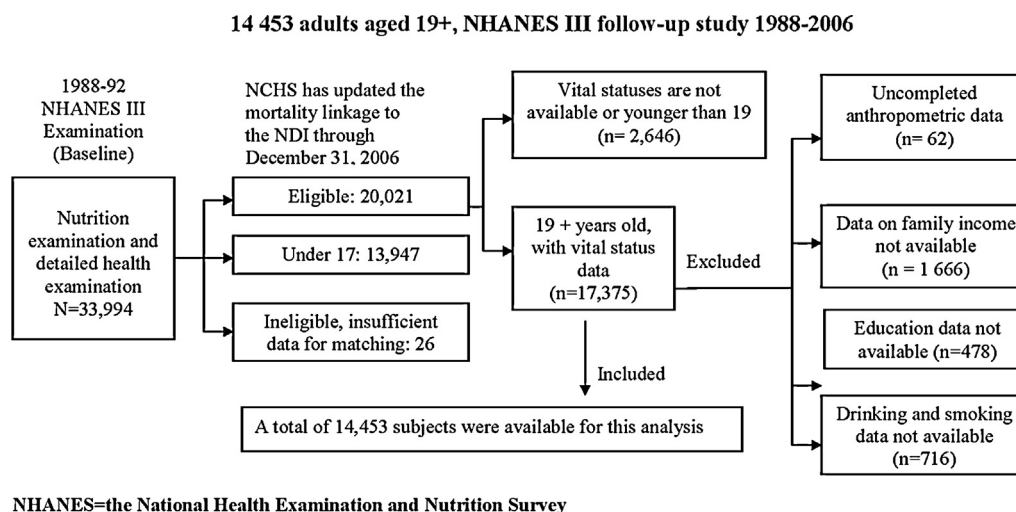 14 453 adults aged 19+, NHANES III follow-up study 1988-2006
1988-92
NHANES III
Examination
(Baseline)
Nutrition
examination and
detailed health
examination
N=33,994
NCHS has updated the
mortality linkage to
the NDI through
December 31, 2006
Eligible: 20,021
Under 17: 13,947
Ineligible, insufficient
data for matching: 26
Vital statuses are not
available or younger than 19
(n= 2,646)
19 + years old,
with vital status
data
(n=17,375)
Excluded
Included
A total of 14,453 subjects were available for this analysis
Uncompleted
anthropometric data
(n= 62)
Data on family income
not available
(n = 1 666)
Education data not
available (n=478)
Drinking and smoking
data not available
(n=716)
NHANES=the National Health Examination and Nutrition Survey